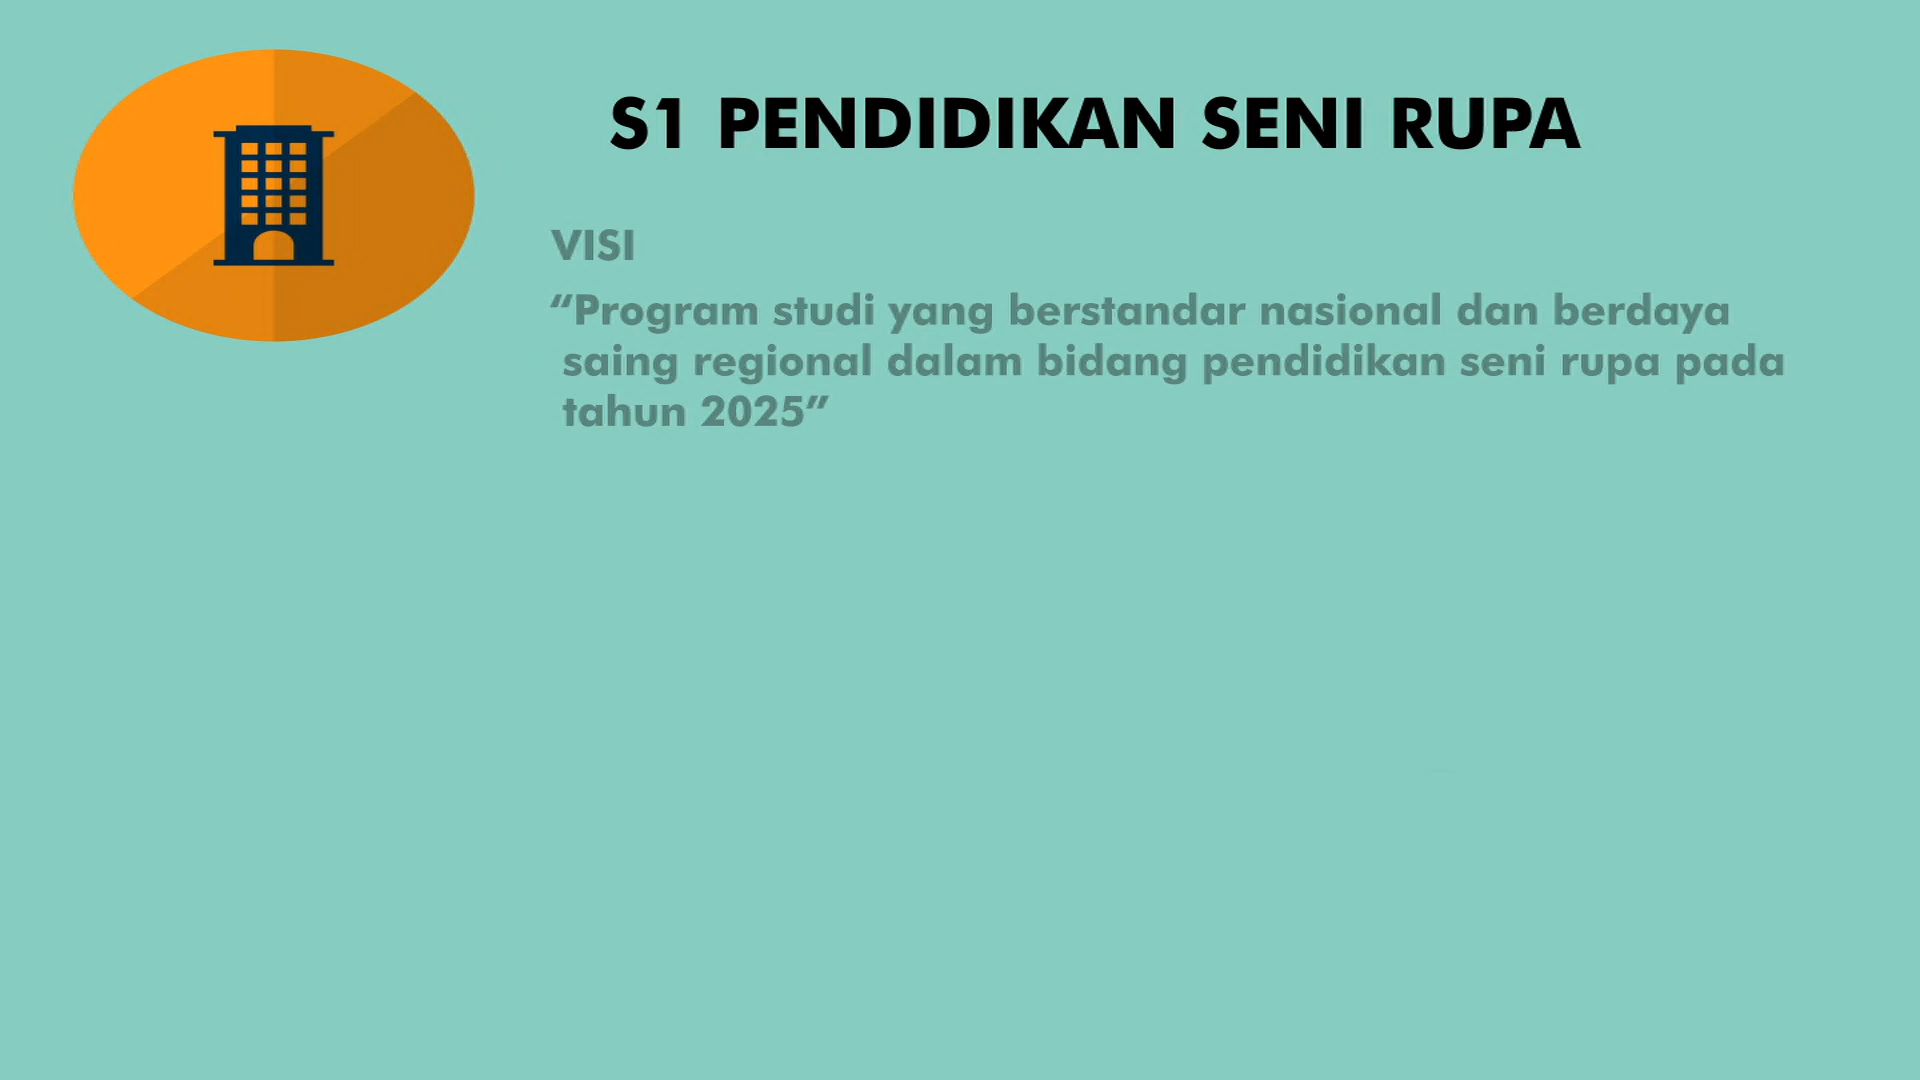 S1 PENDIDIKAN SENI RUPA
VISI
“Program studi yang berstandar nasional dan berdaya
saing regional dalam bidang pendidikan seni rupa pada
tahun 2025”